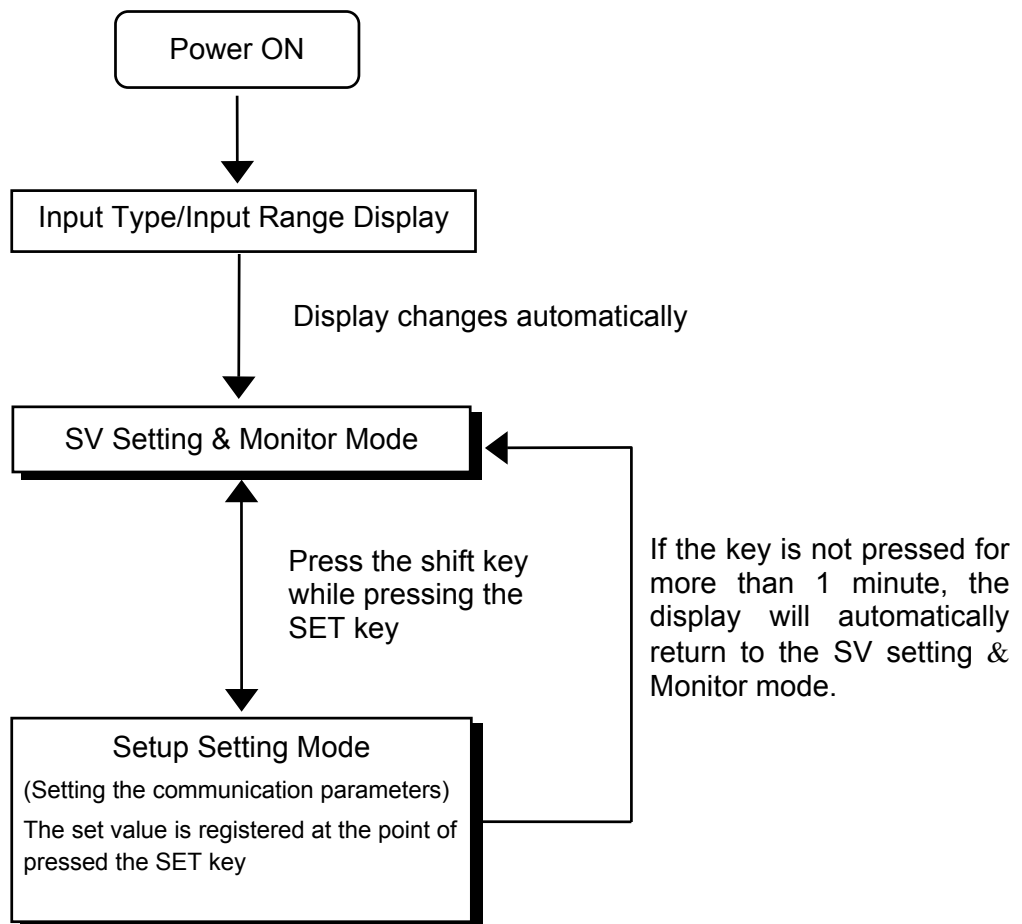 Power ON
Input Type/Input Range Display
Display changes automatically
SV Setting & Monitor Mode
Press the shift key
while pressing the
SET key
If the key is not pressed for
more than 1 minute, the
display will automatically
return to the SV setting &
Monitor mode.
Setup Setting Mode
(Setting the communication parameters)
The set value is registered at the point of
pressed the SET key